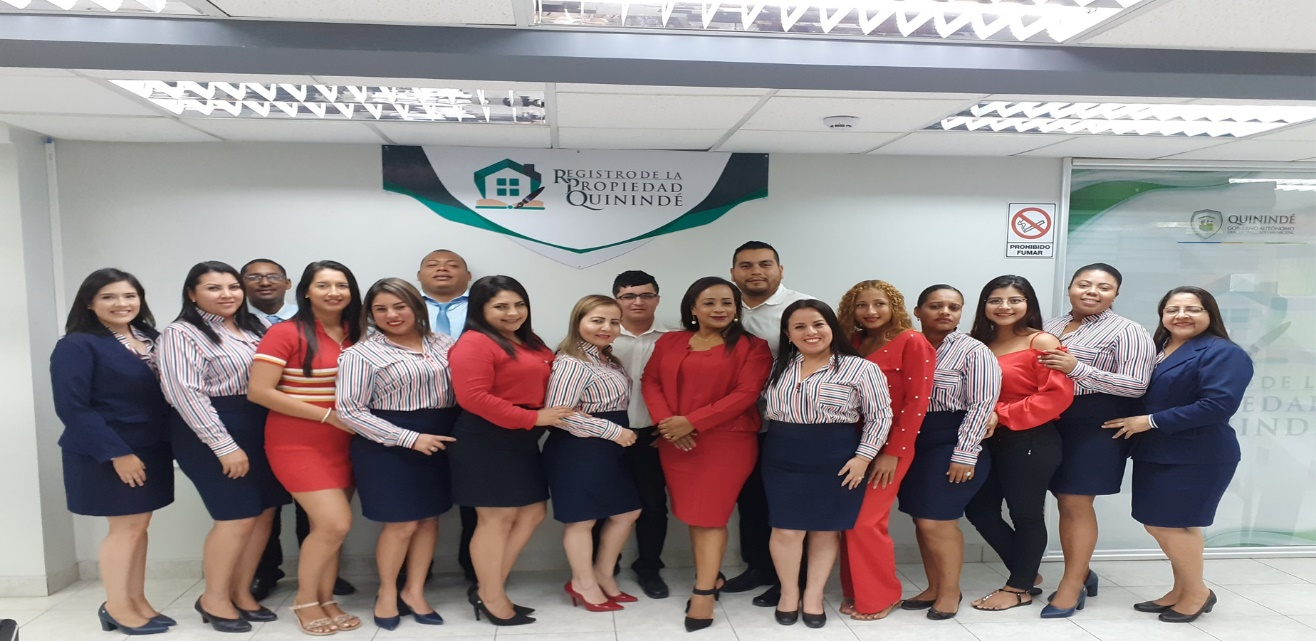 REGISTRO DE LA
PROPIEDAD
QUININDÉ
PROHIBIDO
FUMAR
QUININDÉ
GOBIERNO AUTÓNOMO